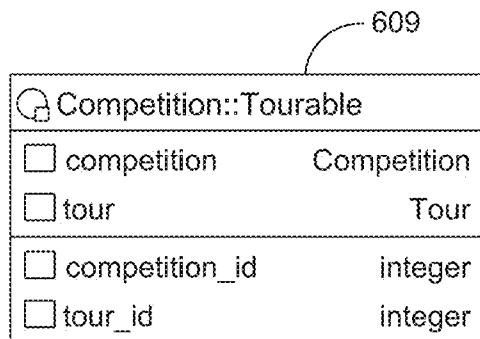 609
Competition::Tourable
competition Competition
tour Tour
competition_id integer
tour_id integer